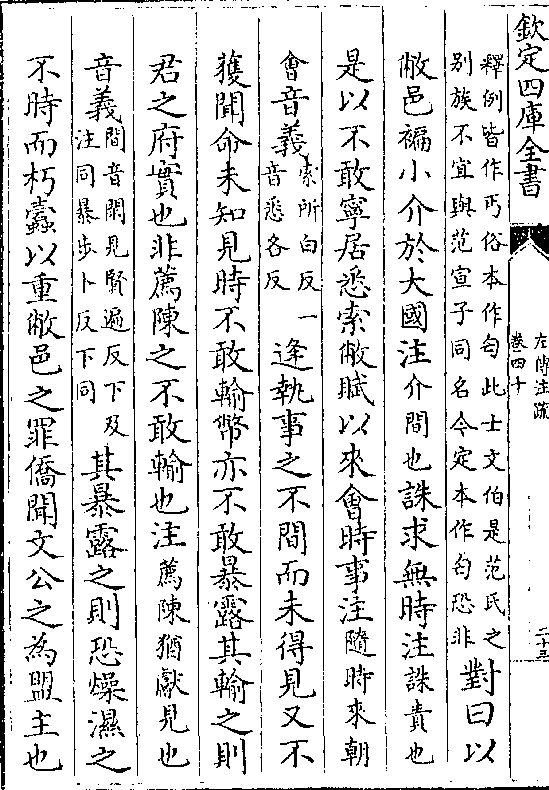 欽定四庫全書
左傳注疏
卷四十
二十三
釋例皆作丐俗本作匄此士文伯是范氏之
别族不宜與范宣子同名今定本作匄恐非
對曰以
敝邑褊小介於大國注介間也誅求無時注誅責也
是以不敢寧居悉索敝賦以來會時事注隨時來朝
會音義索所白反一
音悉各反
逢執事之不間而未得見又不
獲聞命未知見時不敢輸幣亦不敢暴露其輸之則
君之府實也非薦陳之不敢輸也注薦陳猶獻見也
音義間音閑見賢遍反下及
注同暴步卜反下同
其暴露之則恐燥濕之
不時而朽蠧以重敝邑之罪僑聞文公之為盟主也